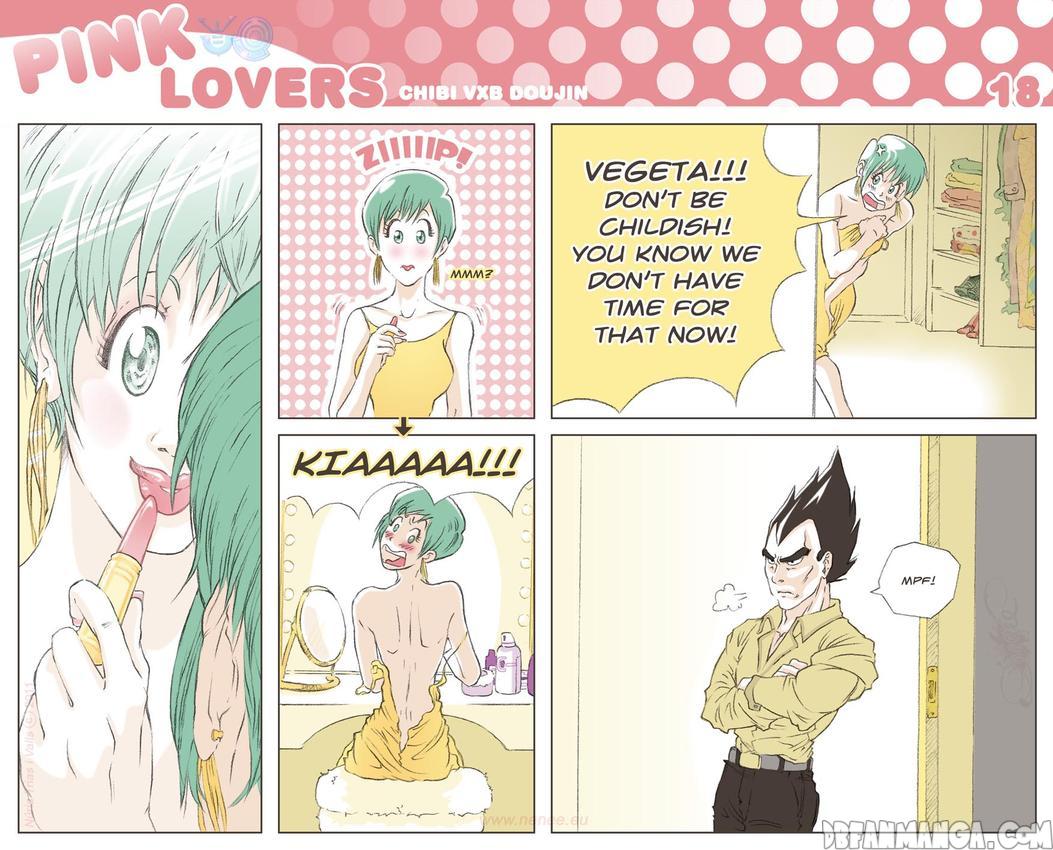 PINK
LOVERS
CHIBI VXB DOUJIN
18
ZIIIIIP!
MMM?
KIAAAAA!!!
VEGETA!!!
DON'T BE
CHILDISH!
YOU KNOW WE
DON'T HAVE
TIME FOR
THAT NOW!
MPF!
www.nenee.eu
DBFANMANGA.COM